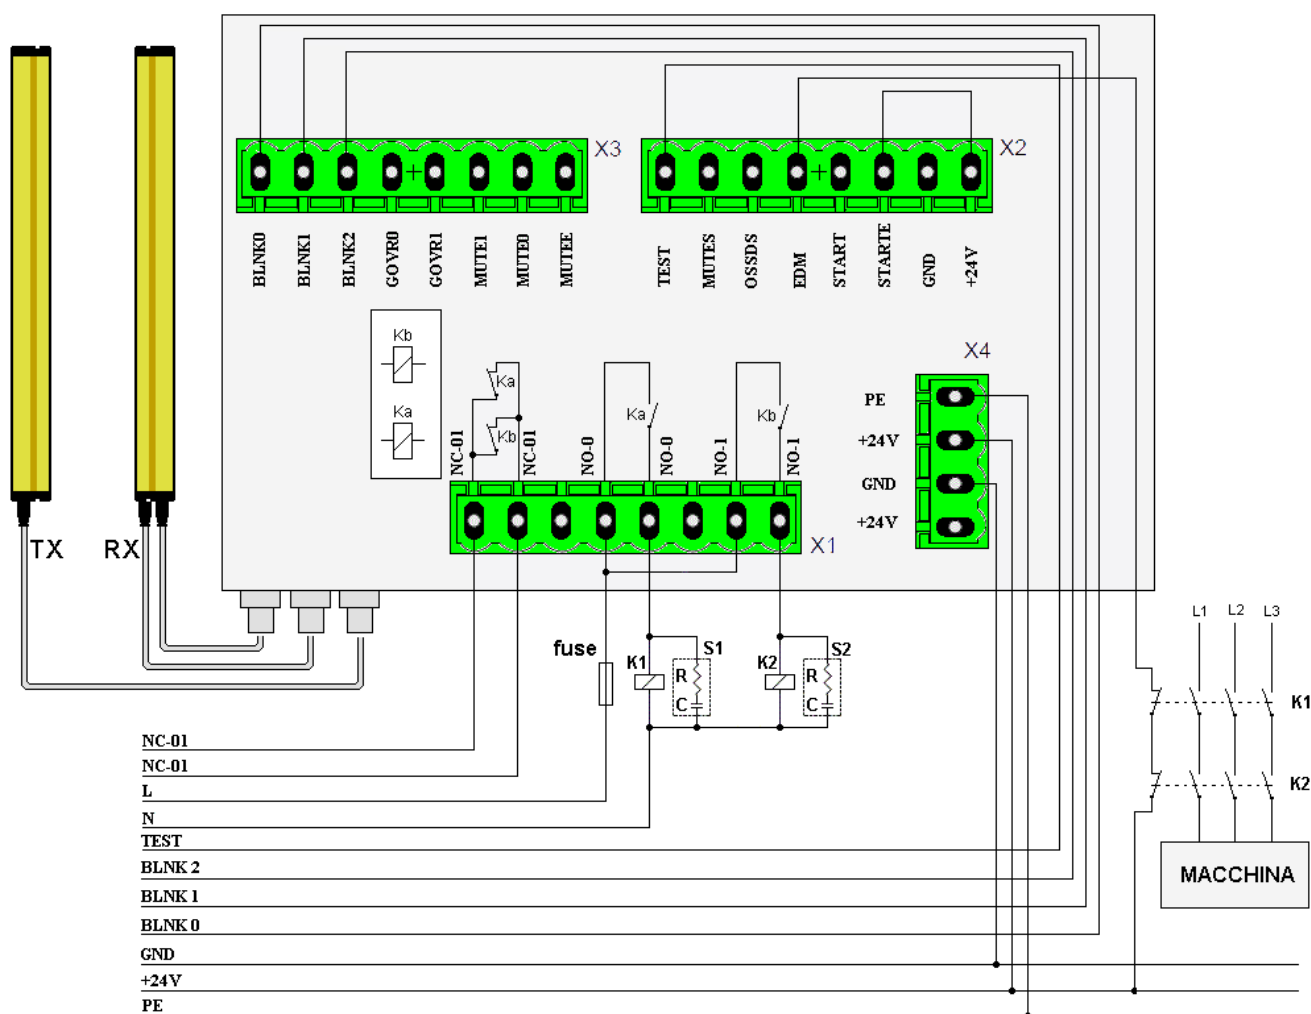 X3
X2
BLNK0
BLNK1
BLNK2
GOVR0
GOVR1
MUTE1
MUTE0
MUTEE
TEST
MUTES
OSSDS
EDM
START
STARTE
GND
+24V
Kb
Ka
Ka
Kb
Ka
Kb
NC-01
NC-01
NO-0
NO-0
NO-1
NO-1
X1
X4
PE
+24V
GND
+24V
TX
RX
fuse
K1
S1
R
C
K2
S2
R
C
L1
L2
L3
K1
K2
MACCHINA
NC-01
NC-01
L
N
TEST
BLNK 2
BLNK 1
BLNK 0
GND
+24V
PE